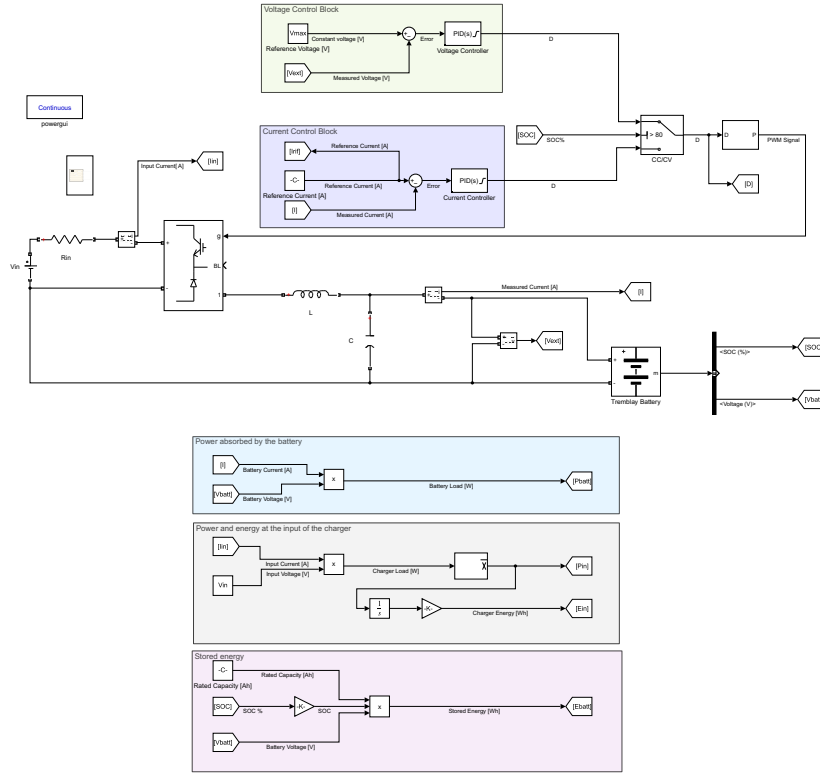 Voltage Control Block
Vmax
Constant voltage [V]
Reference Voltage [V]
+_
Error
PID(s)
Voltage Controller
D
[Vext]
Measured Voltage [V]
Continuous
powergui
Current Control Block
[Irif]
Reference Current [A]
-C-
Reference Current [A]
Reference Current [A]
+_
Error
PID(s)
Current Controller
D
[I]
Measured Current [A]
[SOC]
SOC%
> 80
CC/CV
D
D
P
PWM Signal
[D]
Input Current[A]
[Iin]
Vin
+
Rin
+
-
g
BL
1
L
C
Measured Current [A]
[I]
[Vext]
+
+
-
m
Tremblay Battery
<SOC (%)>
[SOC
<Voltage (V)>
[Vbat
Power absorbed by the battery
[I]
Battery Current [A]
[Vbatt]
Battery Voltage [V]
x
Battery Load [W]
[Pbatt]
Power and energy at the input of the charger
[Iin]
Input Current [A]
Vin
Input Voltage [V]
x
Charger Load [W]
[Pin]
1
s
-K-
Charger Energy [Wh]
[Ein]
Stored energy
-C-
Rated Capacity [Ah]
Rated Capacity [Ah]
[SOC]
SOC %
-K-
SOC
x
Stored Energy [Wh]
[Ebatt]
[Vbatt]
Battery Voltage [V]